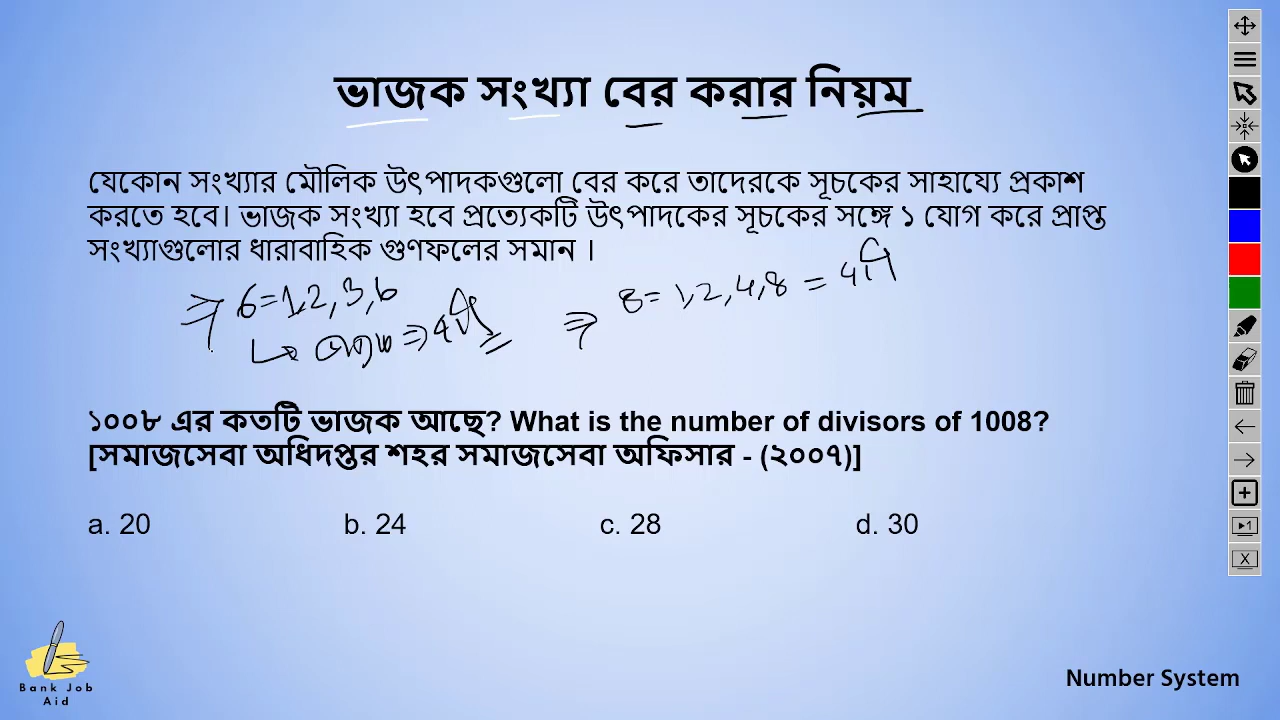 ভাজক সংখ্যা বের করার নিয়ম
যেকোন সংখ্যার মৌলিক উৎপাদকগুলো বের করে তাদেরকে সূচকের সাহায্যে প্রকাশ
করতে হবে। ভাজক সংখ্যা হবে প্রত্যেকটি উৎপাদকের সূচকের সঙ্গে ১ যোগ করে প্রাপ্ত
সংখ্যাগুলোর ধারাবাহিক গুণফলের সমান ।
⇒ 6=1,2,3,6
↳ ভাজক ⇒ 4টি
⇒ 8=1,2,4,8 = 4টি
১০০৮ এর কতটি ভাজক আছে? What is the number of divisors of 1008?
[সমাজসেবা অধিদপ্তর শহর সমাজসেবা অফিসার - (২০০৭)]
a. 20 b. 24 c. 28 d. 30
Bank Job
Aid
Number System